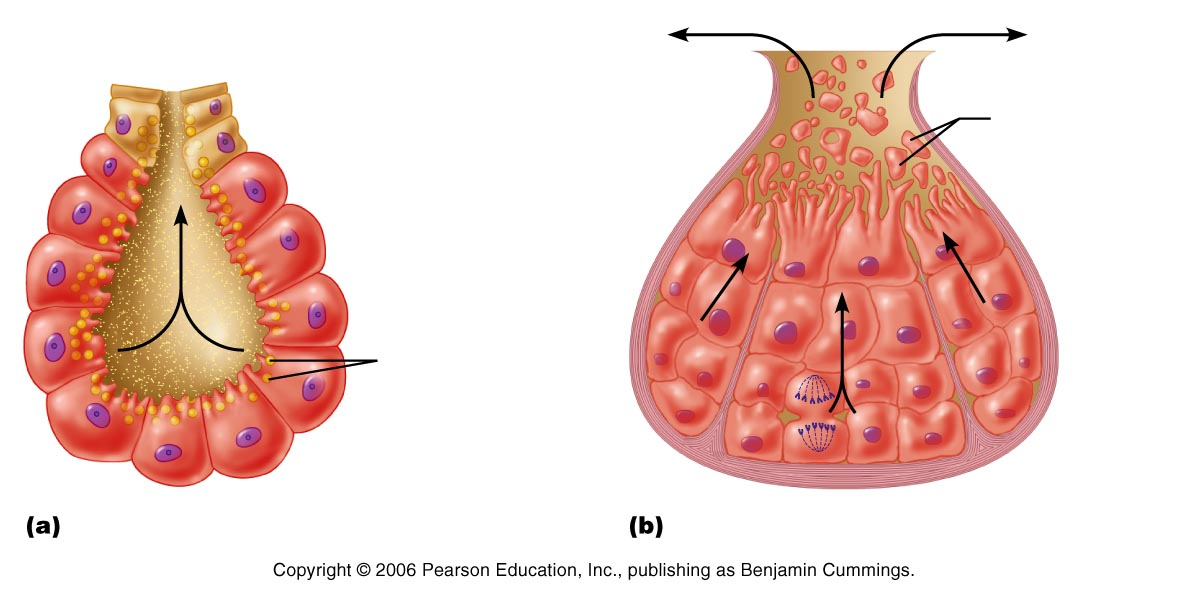 (a)
(b)
Copyright © 2006 Pearson Education, Inc., publishing as Benjamin Cummings.